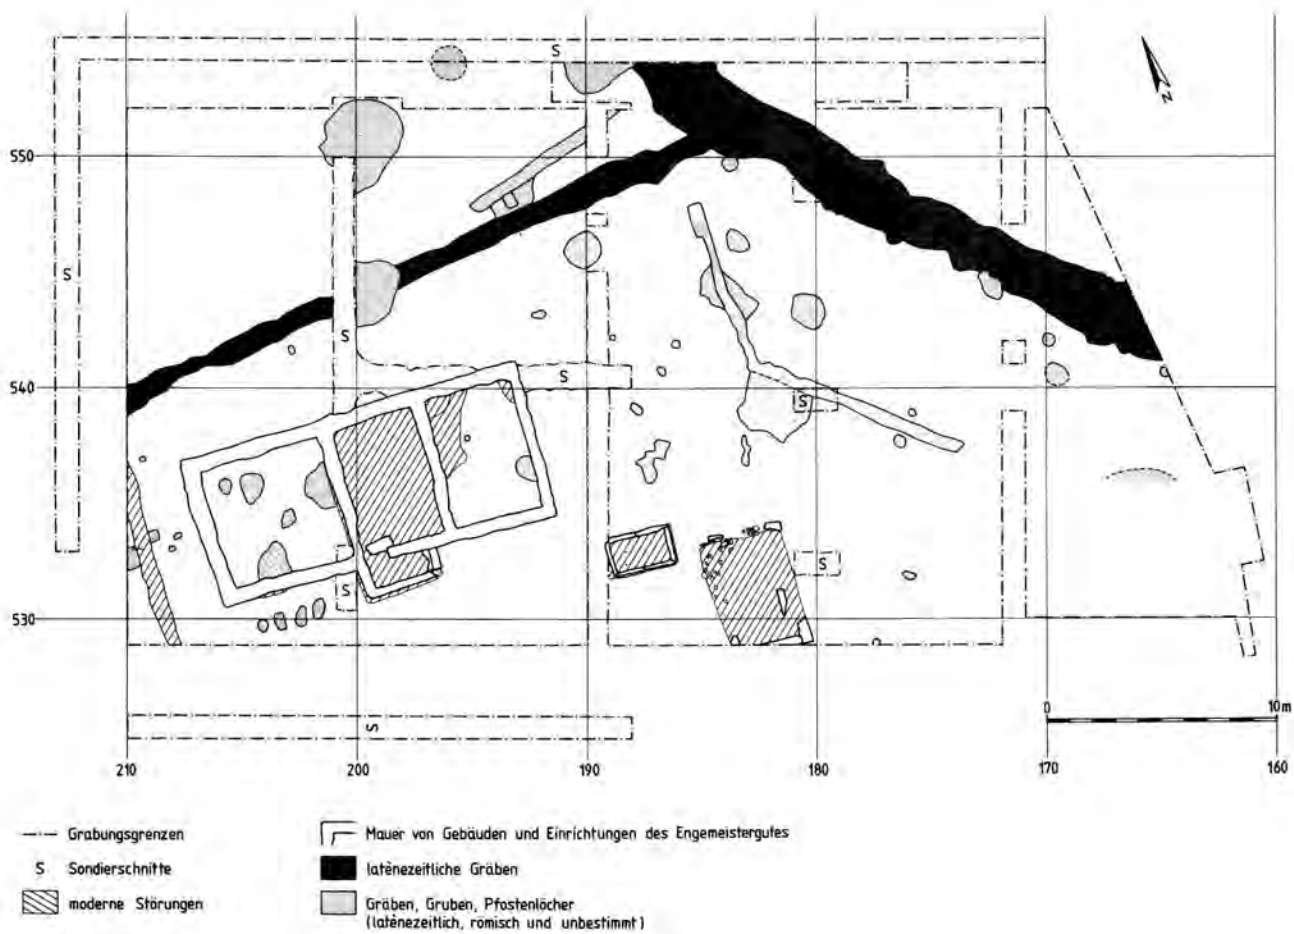 S
N
550
S
S
S
540
S
S
S
530
S
0
10m
210
200
190
180
170
160
Grabungsgrenzen
S Sondierschnitte
moderne Störungen
Mauer von Gebäuden und Einrichtungen des Engemeistergutes
latènezeitliche Gräben
Gräben, Gruben, Pfostenlöcher
(latènezeitlich, römisch und unbestimmt)